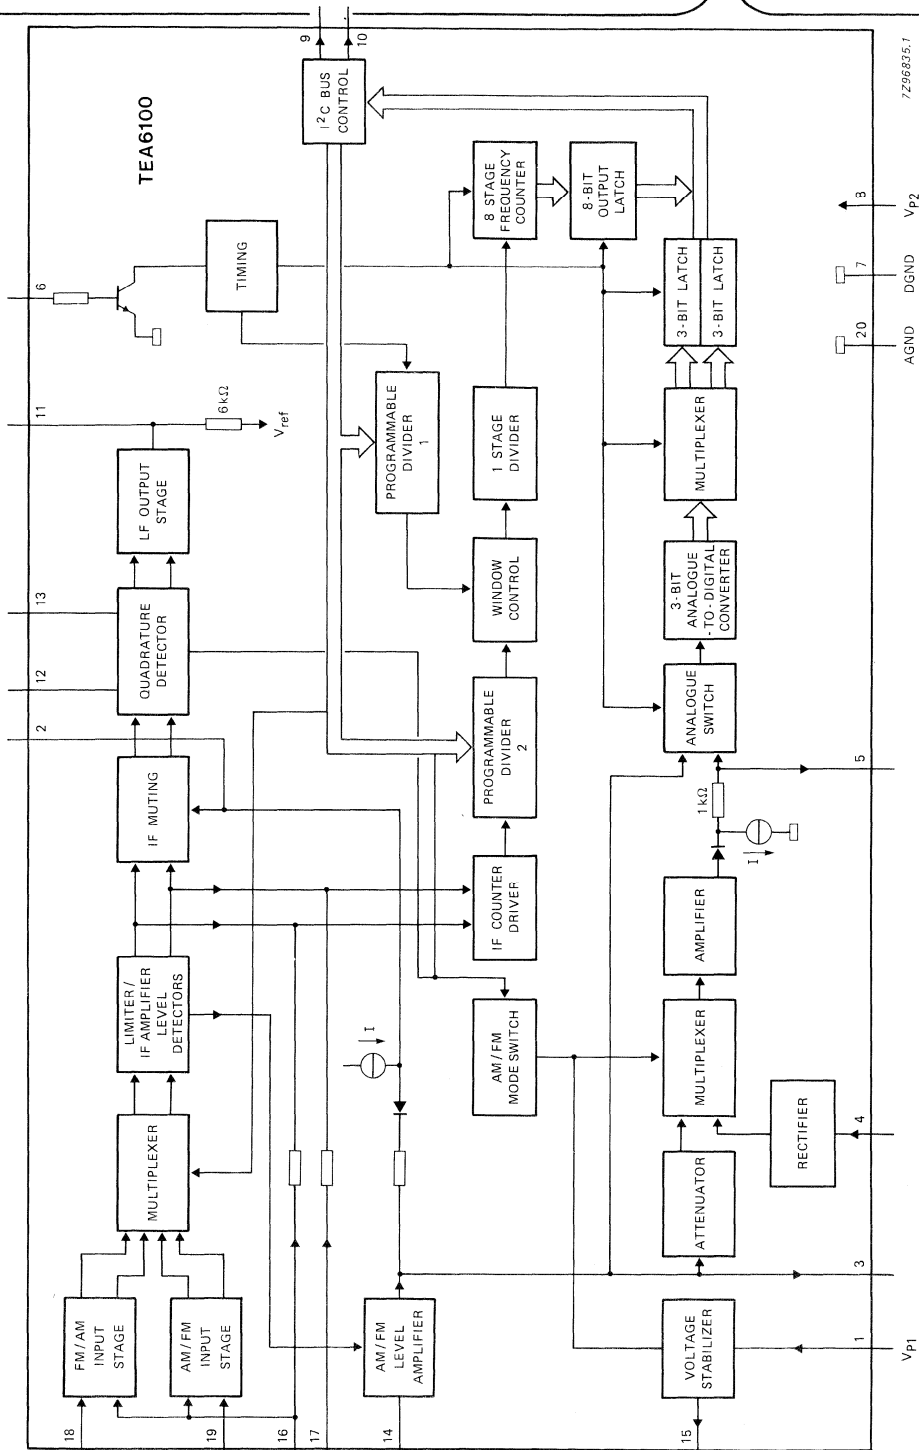 TEA6100
9
10
I²C BUS
CONTROL
6
TIMING
8 STAGE
FREQUENCY
COUNTER
8-BIT
OUTPUT
LATCH
11
6 kΩ
Vref
LF OUTPUT
STAGE
PROGRAMMABLE
DIVIDER
1
1 STAGE
DIVIDER
3-BIT LATCH
3-BIT LATCH
MULTIPLEXER
13
12
2
QUADRATURE
DETECTOR
WINDOW
CONTROL
3-BIT
ANALOGUE
-TO-DIGITAL
CONVERTER
IF MUTING
PROGRAMMABLE
DIVIDER
2
ANALOGUE
SWITCH
LIMITER/
IF AMPLIFIER
LEVEL
DETECTORS
IF COUNTER
DRIVER
AMPLIFIER
1 kΩ
I
5
MULTIPLEXER
I
AM/FM
MODE SWITCH
MULTIPLEXER
RECTIFIER
4
ATTENUATOR
3
FM/AM
INPUT
STAGE
AM/FM
INPUT
STAGE
AM/FM
LEVEL
AMPLIFIER
VOLTAGE
STABILIZER
1
VP1
18
19
16
17
14
15
20
AGND
7
DGND
8
VP2
7Z96835.1